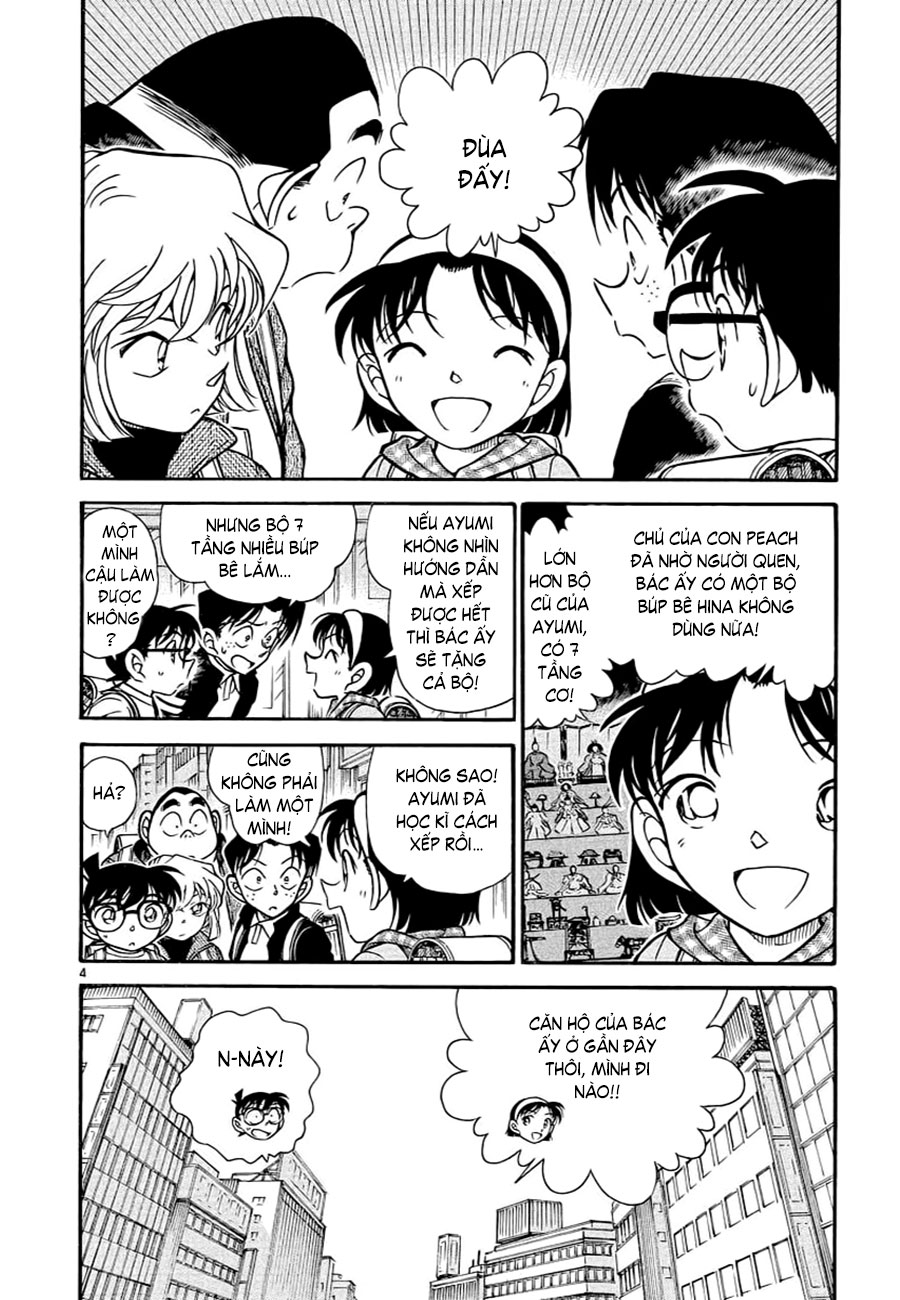 ĐÙA
ĐẤY!
CHỦ CỦA CON PEACH
ĐÃ NHỜ NGƯỜI QUEN,
BÁC ẤY CÓ MỘT BỘ
BÚP BÊ HINA KHÔNG
DÙNG NỮA!
LỚN
HƠN BỘ
CŨ CỦA
AYUMI,
CÓ 7
TẦNG
CƠ!
NẾU AYUMI
KHÔNG NHÌN
HƯỚNG DẪN
MÀ XẾP
ĐƯỢC HẾT
THÌ BÁC ẤY
SẼ TẶNG
CẢ BỘ!
NHƯNG BỘ 7
TẦNG NHIỀU BÚP
BÊ LẮM...
MỘT
MÌNH
CẬU LÀM
ĐƯỢC
KHÔNG
?
KHÔNG SAO!
AYUMI ĐÃ
HỌC KĨ CÁCH
XẾP RỒI...
CŨNG
KHÔNG PHẢI
LÀM MỘT
MÌNH!
HẢ?
4
CĂN HỘ CỦA BÁC
ẤY Ở GẦN ĐÂY
THÔI, MÌNH ĐI
NÀO!!
N-NÀY!